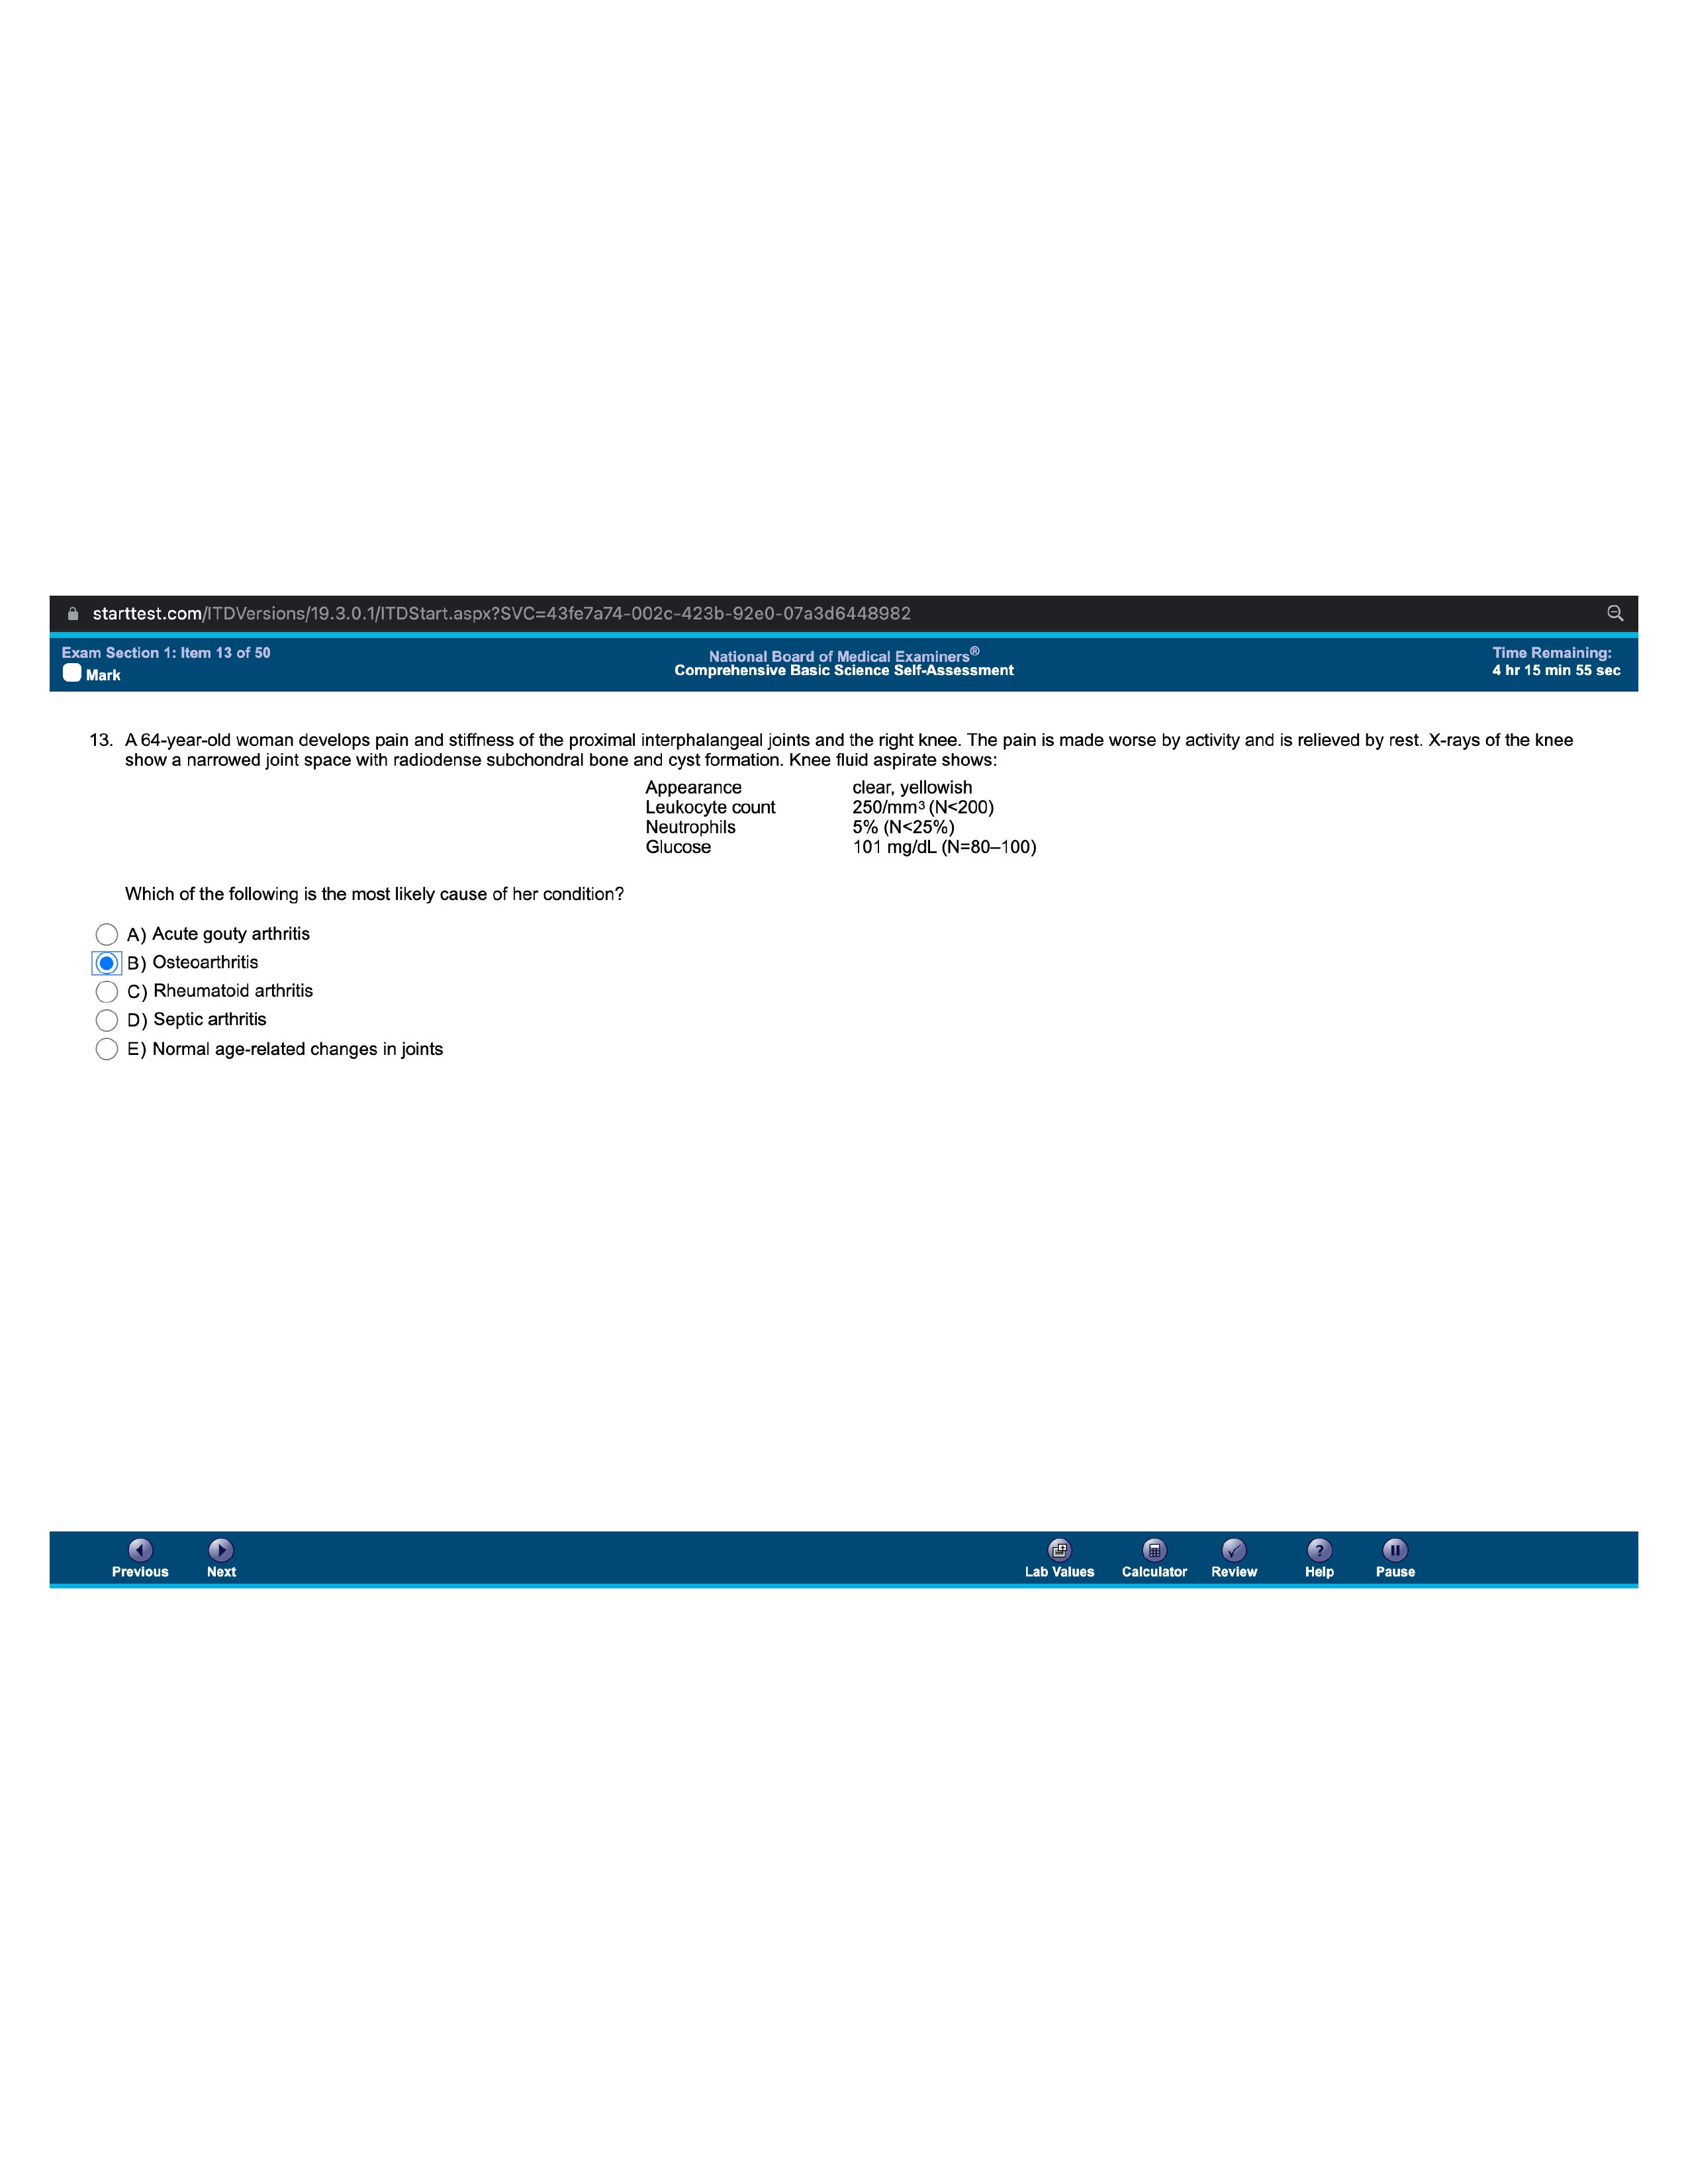 starttest.com/ITDVersions/19.3.0.1/ITDStart.aspx?SVC=43fe7a74-002c-423b-92e0-07a3d6448982
Exam Section 1: Item 13 of 50
Mark
National Board of Medical Examiners®
Comprehensive Basic Science Self-Assessment
Time Remaining:
4 hr 15 min 55 sec
13. A 64-year-old woman develops pain and stiffness of the proximal interphalangeal joints and the right knee. The pain is made worse by activity and is relieved by rest. X-rays of the knee
show a narrowed joint space with radiodense subchondral bone and cyst formation. Knee fluid aspirate shows:
Appearance clear, yellowish
Leukocyte count 250/mm³ (N<200)
Neutrophils 5% (N<25%)
Glucose 101 mg/dL (N=80–100)
Which of the following is the most likely cause of her condition?
A) Acute gouty arthritis
B) Osteoarthritis
C) Rheumatoid arthritis
D) Septic arthritis
E) Normal age-related changes in joints
Previous Next Lab Values Calculator Review Help Pause